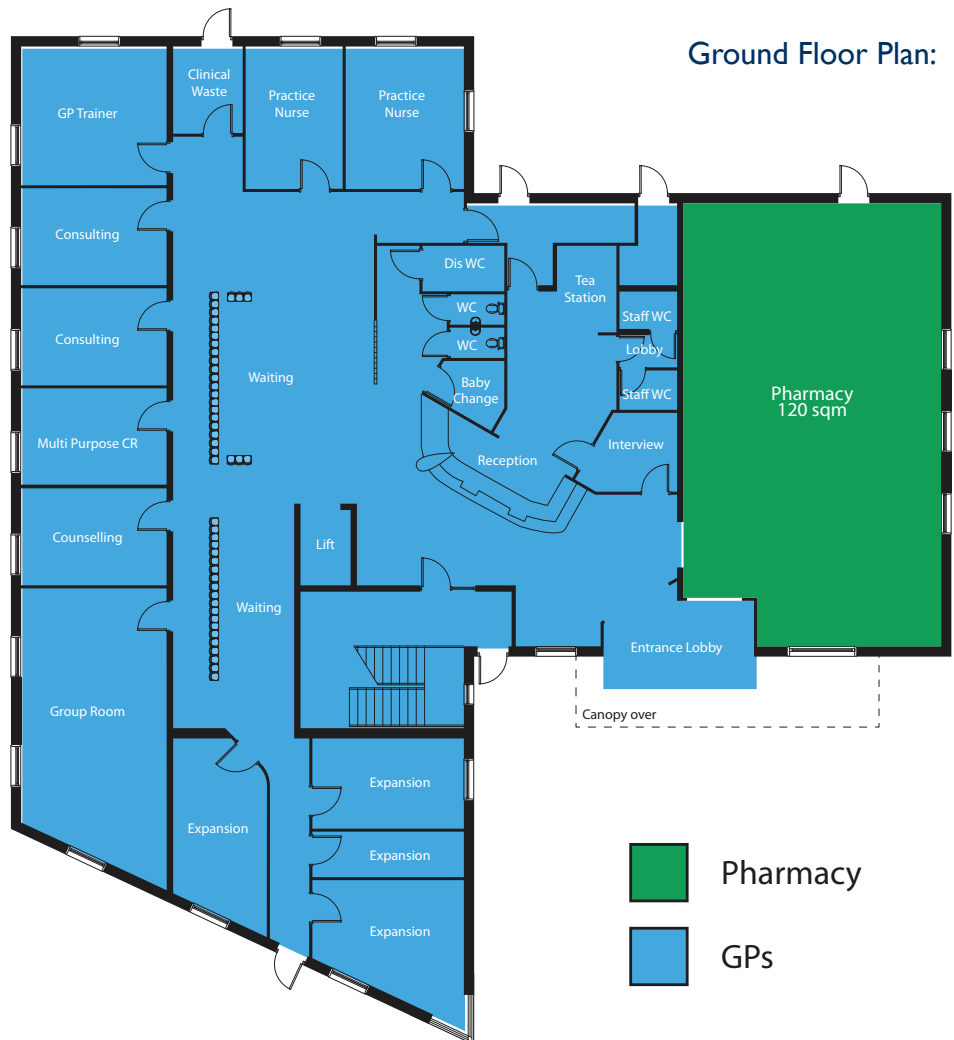 Ground Floor Plan:
Clinical
Waste
Practice
Nurse
Practice
Nurse
GP Trainer
Consulting
Dis WC
Tea
Station
WC
Staff WC
Consulting
WC
Lobby
Waiting
Baby
Change
Staff WC
Pharmacy
120 sqm
Multi Purpose CR
Reception
Interview
Counselling
Lift
Waiting
Entrance Lobby
Group Room
Canopy over
Expansion
Expansion
Expansion
Expansion
Pharmacy
GPs